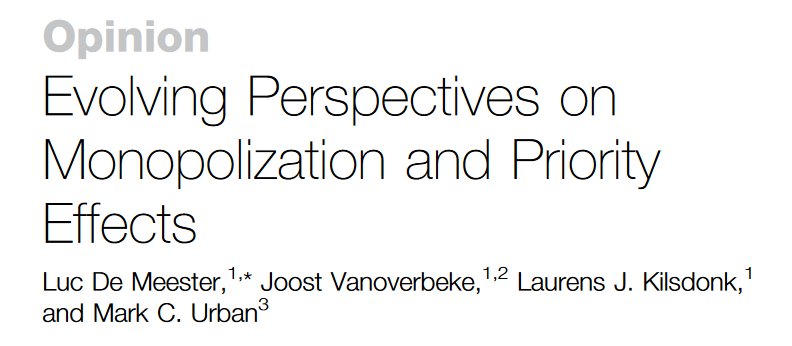 Opinion
Evolving Perspectives on
Monopolization and Priority
Effects
Luc De Meester,¹,* Joost Vanoverbeke,¹,² Laurens J. Kilsdonk,¹
and Mark C. Urban³